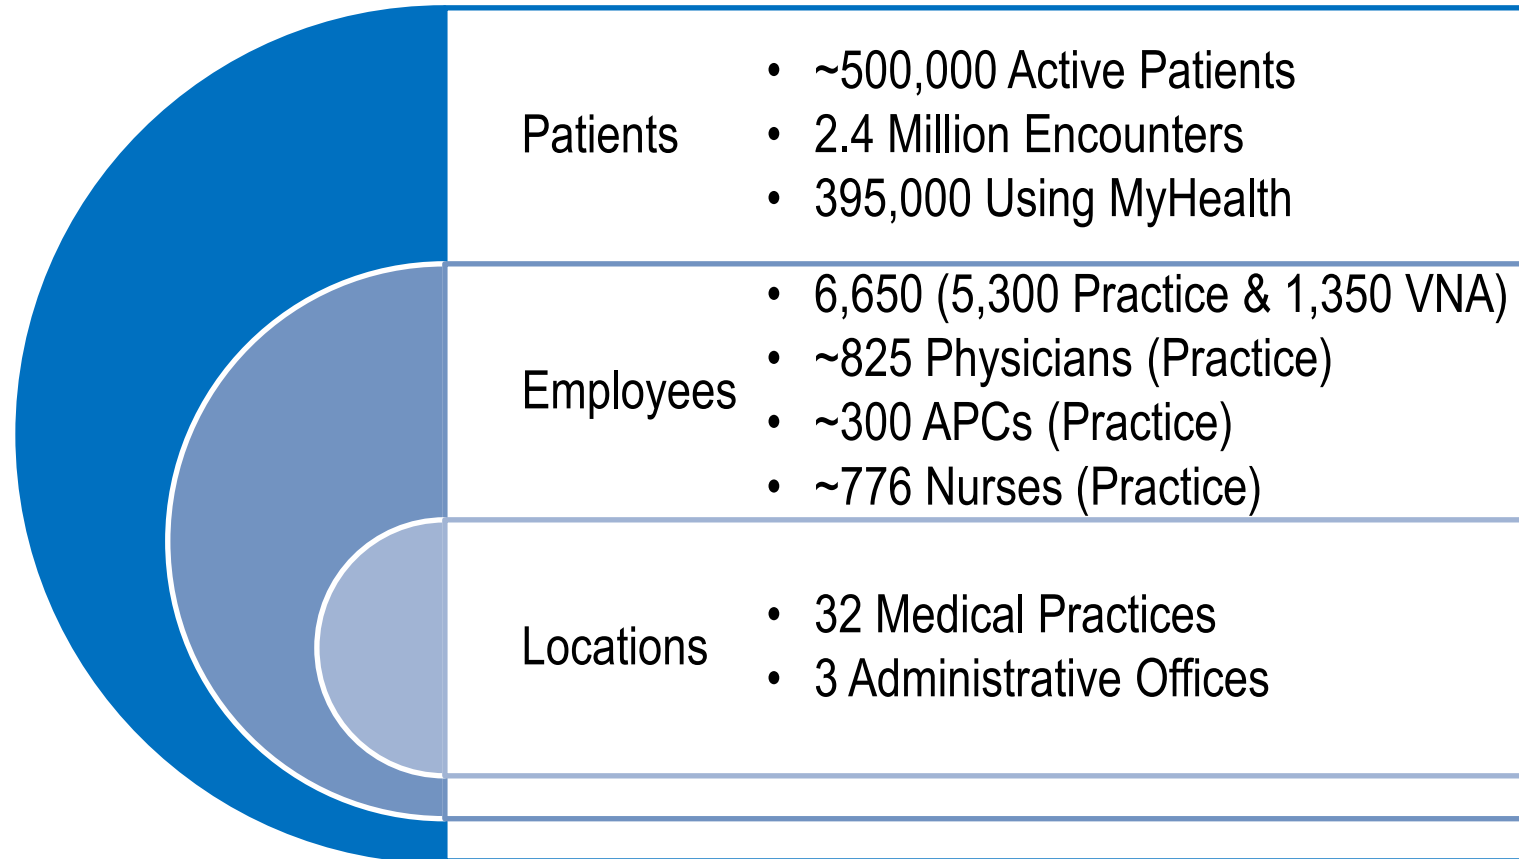 Patients
• ~500,000 Active Patients
• 2.4 Million Encounters
• 395,000 Using MyHealth
Employees
• 6,650 (5,300 Practice & 1,350 VNA)
• ~825 Physicians (Practice)
• ~300 APCs (Practice)
• ~776 Nurses (Practice)
Locations
• 32 Medical Practices
• 3 Administrative Offices